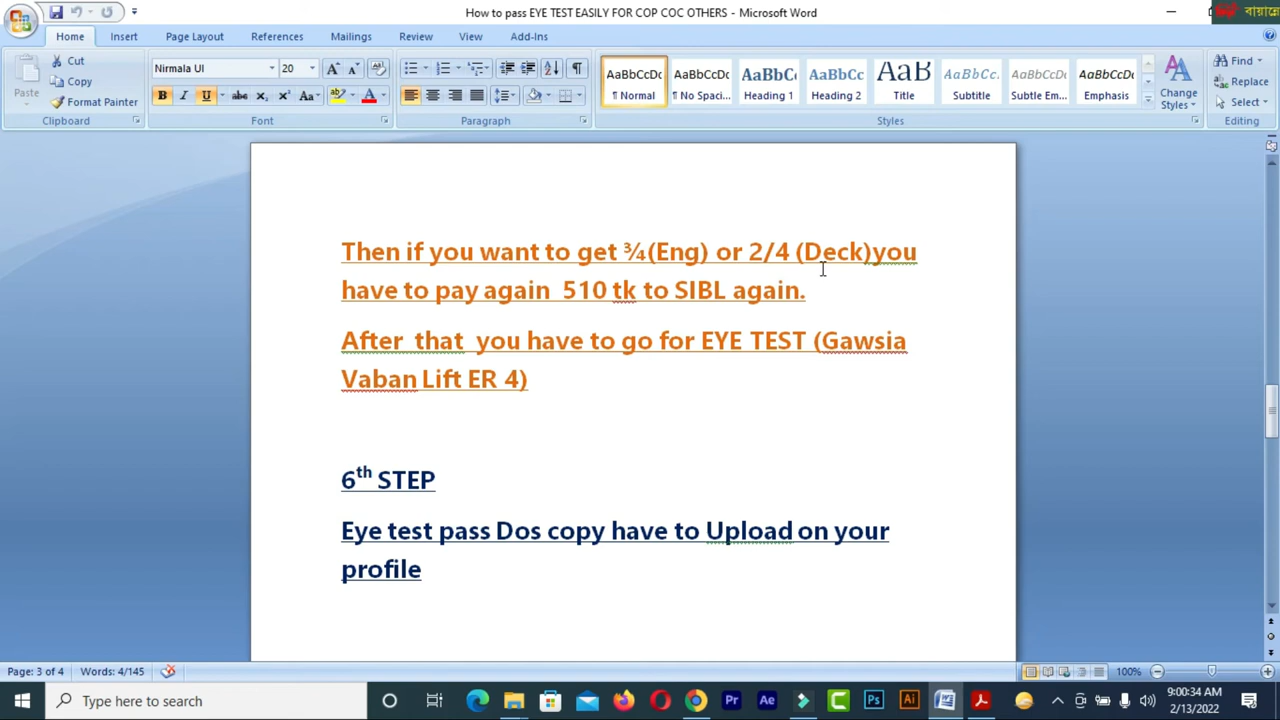 How to pass EYE TEST EASILY FOR COP COC OTHERS - Microsoft Word
বায়ান্নে
Home Insert Page Layout References Mailings Review View Add-Ins
Paste Cut Copy Format Painter
Nirmala UI 20
AaBbCcDc AaBbCcDc AaBbC AaBbCc AaB AaBbCc. AaBbCcDc AaBbCcDc
¶ Normal ¶ No Spaci... Heading 1 Heading 2 Title Subtitle Subtle Em... Emphasis
Change Styles
Find Replace Select
Clipboard Font Paragraph Styles Editing
Then if you want to get ¾(Eng) or 2/4 (Deck)you
have to pay again 510 tk to SIBL again.
After that you have to go for EYE TEST (Gawsia
Vaban Lift ER 4)
6th STEP
Eye test pass Dos copy have to Upload on your
profile
Page: 3 of 4 Words: 4/145 100%
Type here to search
9:00:34 AM
2/13/2022